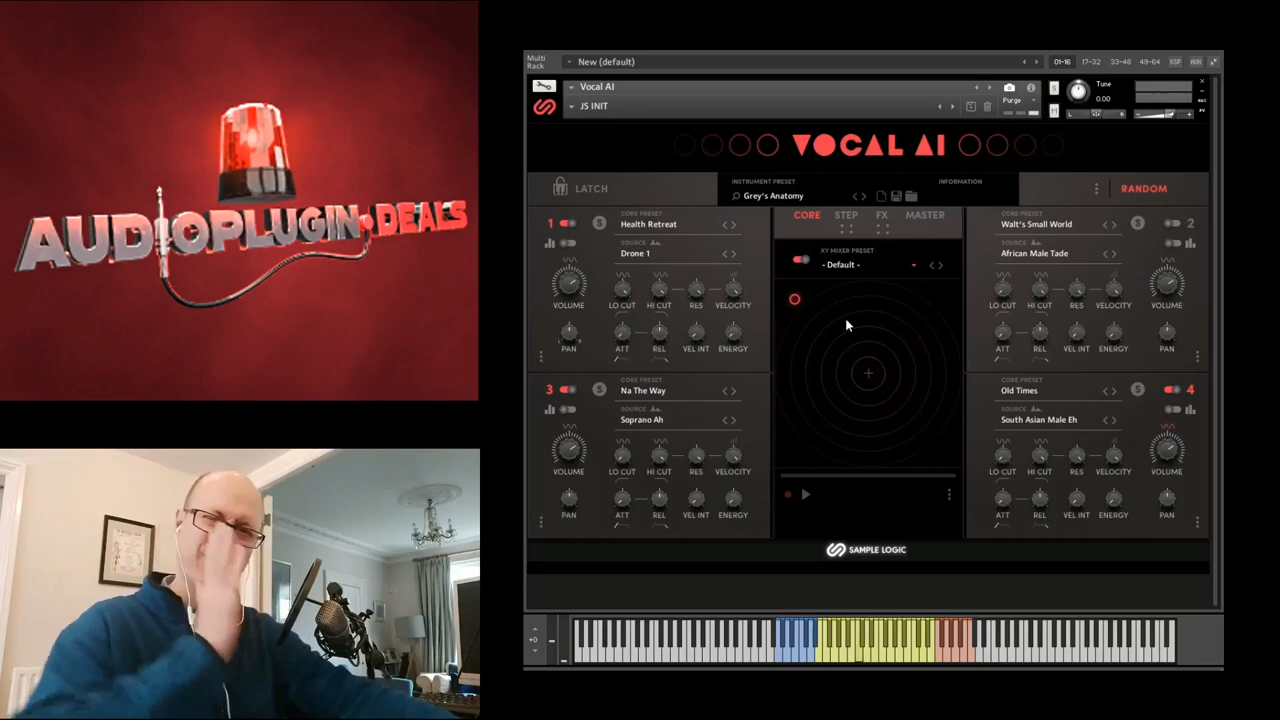 AUDIOPLUGIN.DEALS
Multi
Rack
New (default)
01-16
17-32
33-48
49-64
KSP
Vocal AI
Purge
S
M
Tune
0.00
JS INIT
L
R
VOCAL AI
LATCH
INSTRUMENT PRESET
Grey's Anatomy
INFORMATION
RANDOM
1
S
CORE PRESET
Health Retreat
SOURCE
Drone 1
VOLUME
LO CUT
HI CUT
RES
VELOCITY
PAN
ATT
REL
VEL INT
ENERGY
CORE
STEP
FX
MASTER
XY MIXER PRESET
- Default -
CORE PRESET
Walt's Small World
S
2
SOURCE
African Male Tade
LO CUT
HI CUT
RES
VELOCITY
VOLUME
ATT
REL
VEL INT
ENERGY
PAN
3
S
CORE PRESET
Na The Way
SOURCE
Soprano Ah
VOLUME
LO CUT
HI CUT
RES
VELOCITY
PAN
ATT
REL
VEL INT
ENERGY
CORE PRESET
Old Times
S
4
SOURCE
South Asian Male Eh
LO CUT
HI CUT
RES
VELOCITY
VOLUME
ATT
REL
VEL INT
ENERGY
PAN
SAMPLE LOGIC
+0